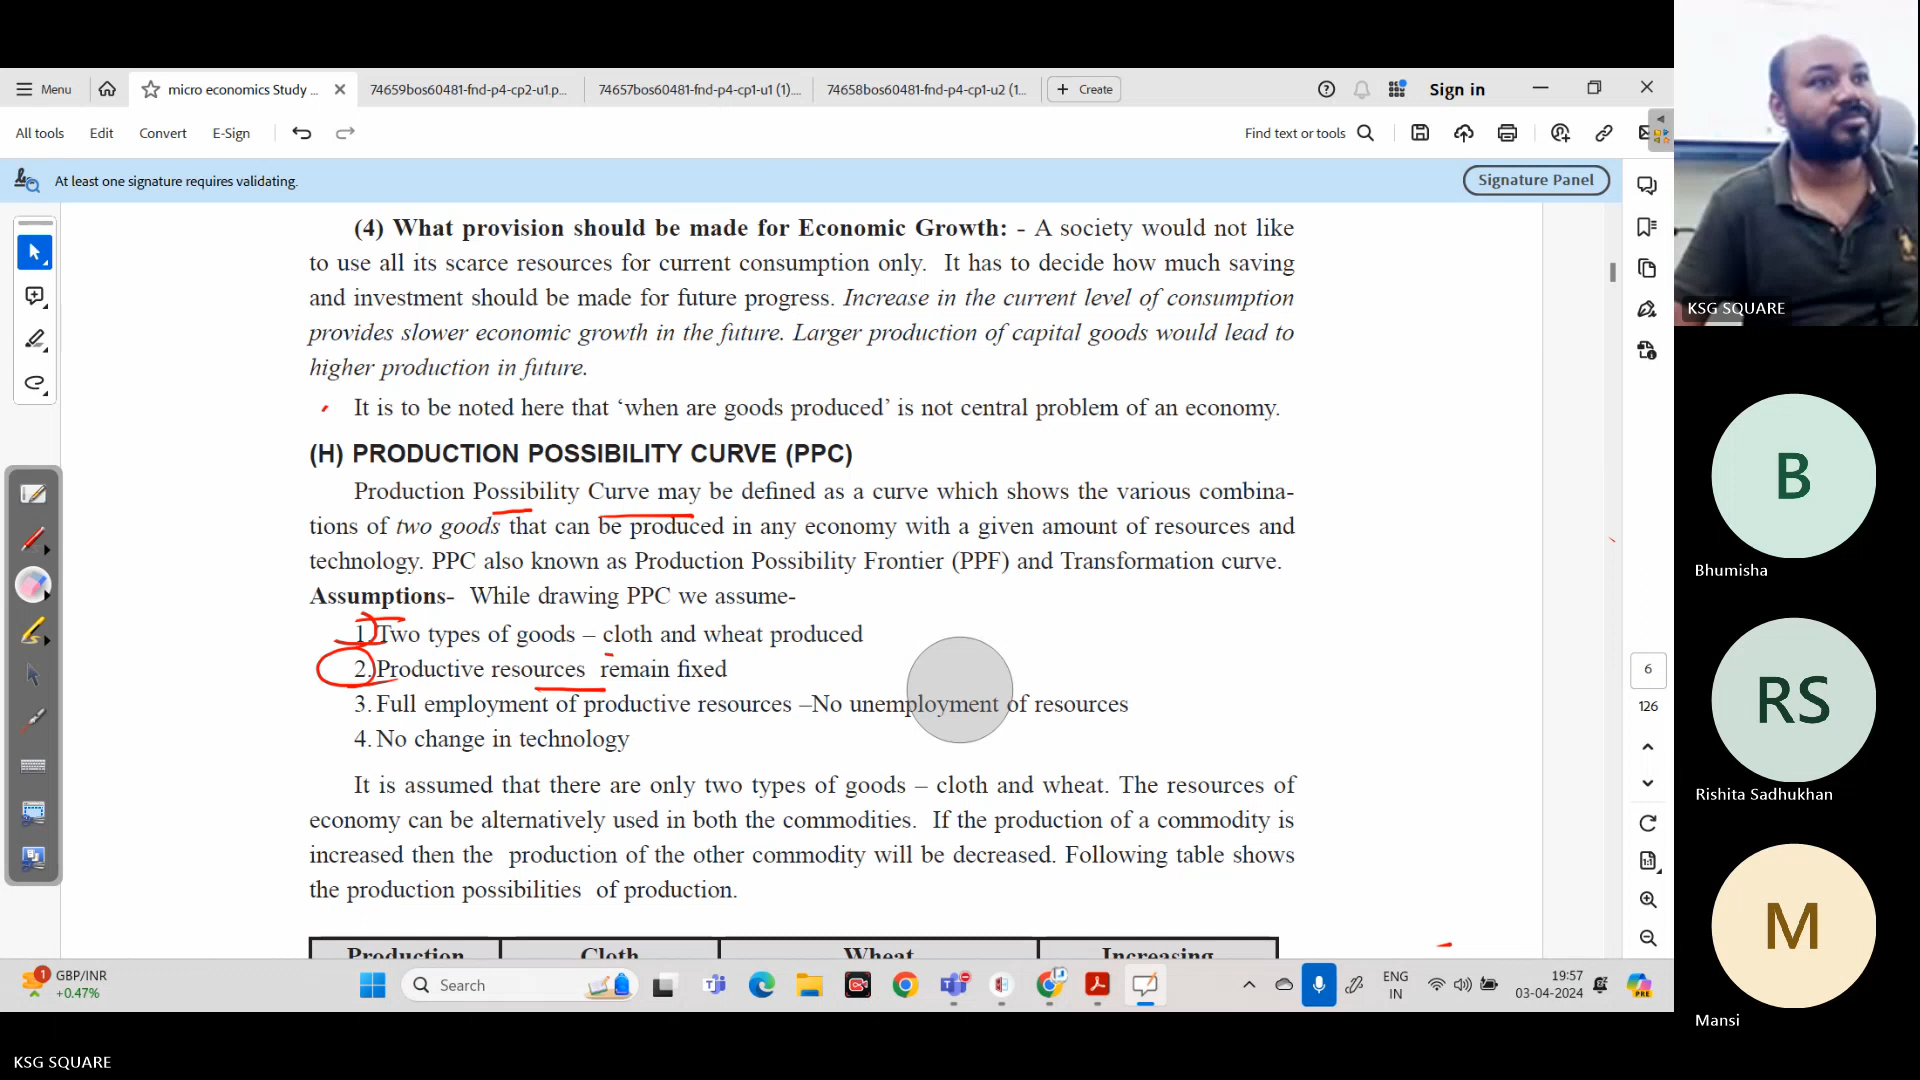 Menu
micro economics Study ...
74659bos60481-fnd-p4-cp2-u1.p...
74657bos60481-fnd-p4-cp1-u1 (1)....
74658bos60481-fnd-p4-cp1-u2 (1...
+ Create
Sign in
All tools
Edit
Convert
E-Sign
Find text or tools
At least one signature requires validating.
Signature Panel
(4) What provision should be made for Economic Growth: - A society would not like
to use all its scarce resources for current consumption only. It has to decide how much saving
and investment should be made for future progress. Increase in the current level of consumption
provides slower economic growth in the future. Larger production of capital goods would lead to
higher production in future.
It is to be noted here that ‘when are goods produced’ is not central problem of an economy.
(H) PRODUCTION POSSIBILITY CURVE (PPC)
Production Possibility Curve may be defined as a curve which shows the various combina-
tions of two goods that can be produced in any economy with a given amount of resources and
technology. PPC also known as Production Possibility Frontier (PPF) and Transformation curve.
Assumptions- While drawing PPC we assume-
1. Two types of goods – cloth and wheat produced
2. Productive resources remain fixed
3. Full employment of productive resources –No unemployment of resources
4. No change in technology
It is assumed that there are only two types of goods – cloth and wheat. The resources of
economy can be alternatively used in both the commodities. If the production of a commodity is
increased then the production of the other commodity will be decreased. Following table shows
the production possibilities of production.
Production Cloth Wheat Increasing
6
126
KSG SQUARE
B
Bhumisha
RS
Rishita Sadhukhan
M
Mansi
1
GBP/INR
+0.47%
Search
ENG
IN
19:57
03-04-2024
PRE
KSG SQUARE